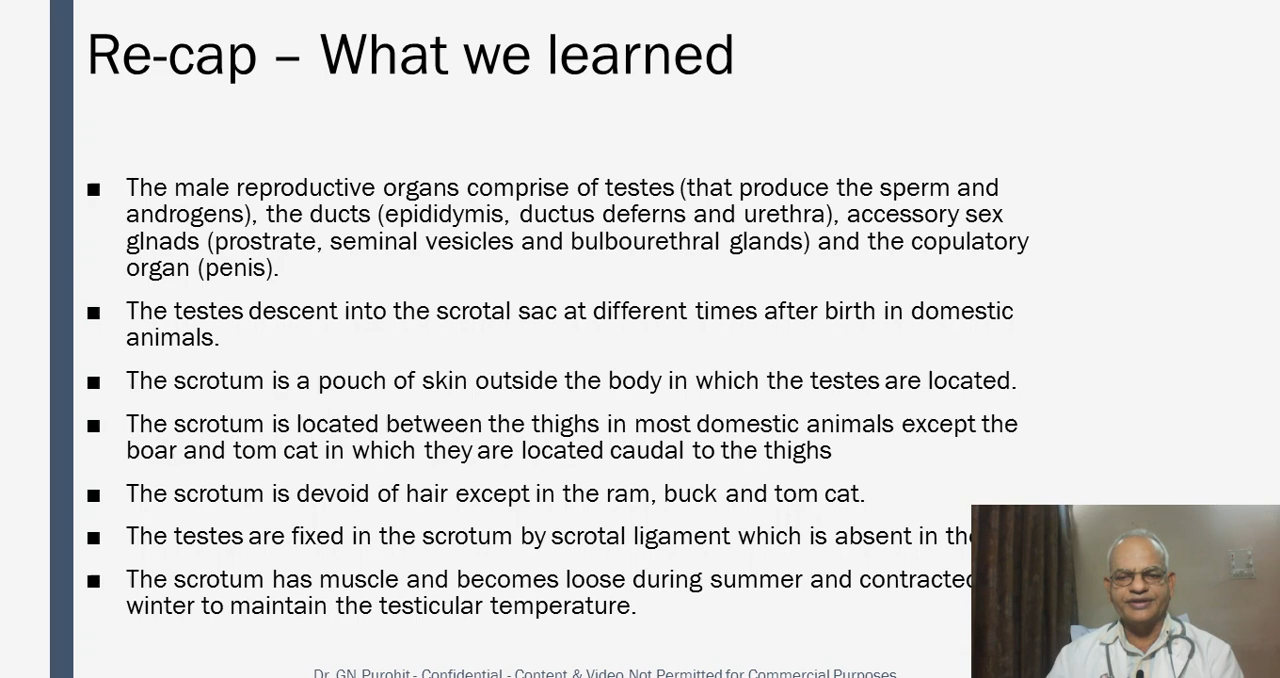 Re-cap – What we learned
■ The male reproductive organs comprise of testes (that produce the sperm and
androgens), the ducts (epididymis, ductus deferns and urethra), accessory sex
glnads (prostrate, seminal vesicles and bulbourethral glands) and the copulatory
organ (penis).
■ The testes descent into the scrotal sac at different times after birth in domestic
animals.
■ The scrotum is a pouch of skin outside the body in which the testes are located.
■ The scrotum is located between the thighs in most domestic animals except the
boar and tom cat in which they are located caudal to the thighs
■ The scrotum is devoid of hair except in the ram, buck and tom cat.
■ The testes are fixed in the scrotum by scrotal ligament which is absent in
■ The scrotum has muscle and becomes loose during summer and contracted
winter to maintain the testicular temperature.
Dr. GN Purohit - Confidential - Content & Video Not Permitted for Commercial Purposes